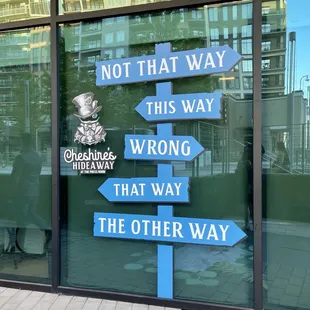 NOT THAT WAY
THIS WAY
WRONG
THAT WAY
THE OTHER WAY
Cheshire's
HIDEAWAY